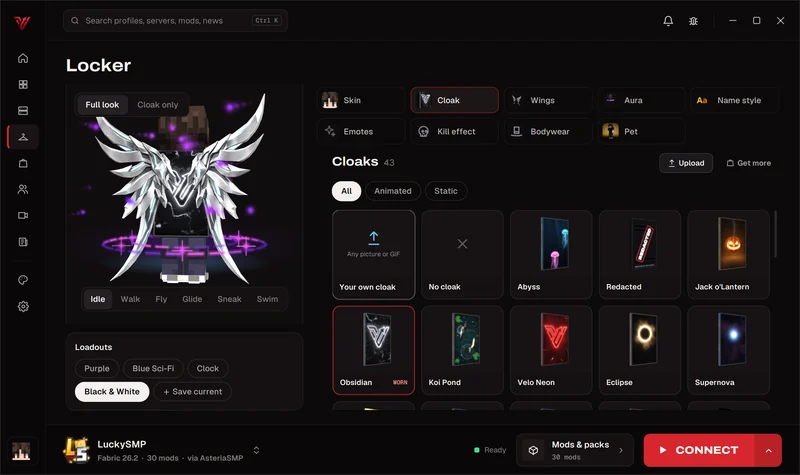 Search profiles, servers, mods, news
Ctrl K
Locker
Full look
Cloak only
Skin
Cloak
Wings
Aura
Aa Name style
Emotes
Kill effect
Bodywear
Pet
Cloaks 43
Upload
Get more
All
Animated
Static
Any picture or GIF
Your own cloak
No cloak
Abyss
Redacted
Jack o'Lantern
Idle
Walk
Fly
Glide
Sneak
Swim
Obsidian WORN
Koi Pond
Velo Neon
Eclipse
Supernova
Loadouts
Purple
Blue Sci-Fi
Clock
Black & White
+ Save current
LuckySMP
Fabric 26.2 · 30 mods · via AsteriaSMP
Ready
Mods & packs
30 mods
CONNECT